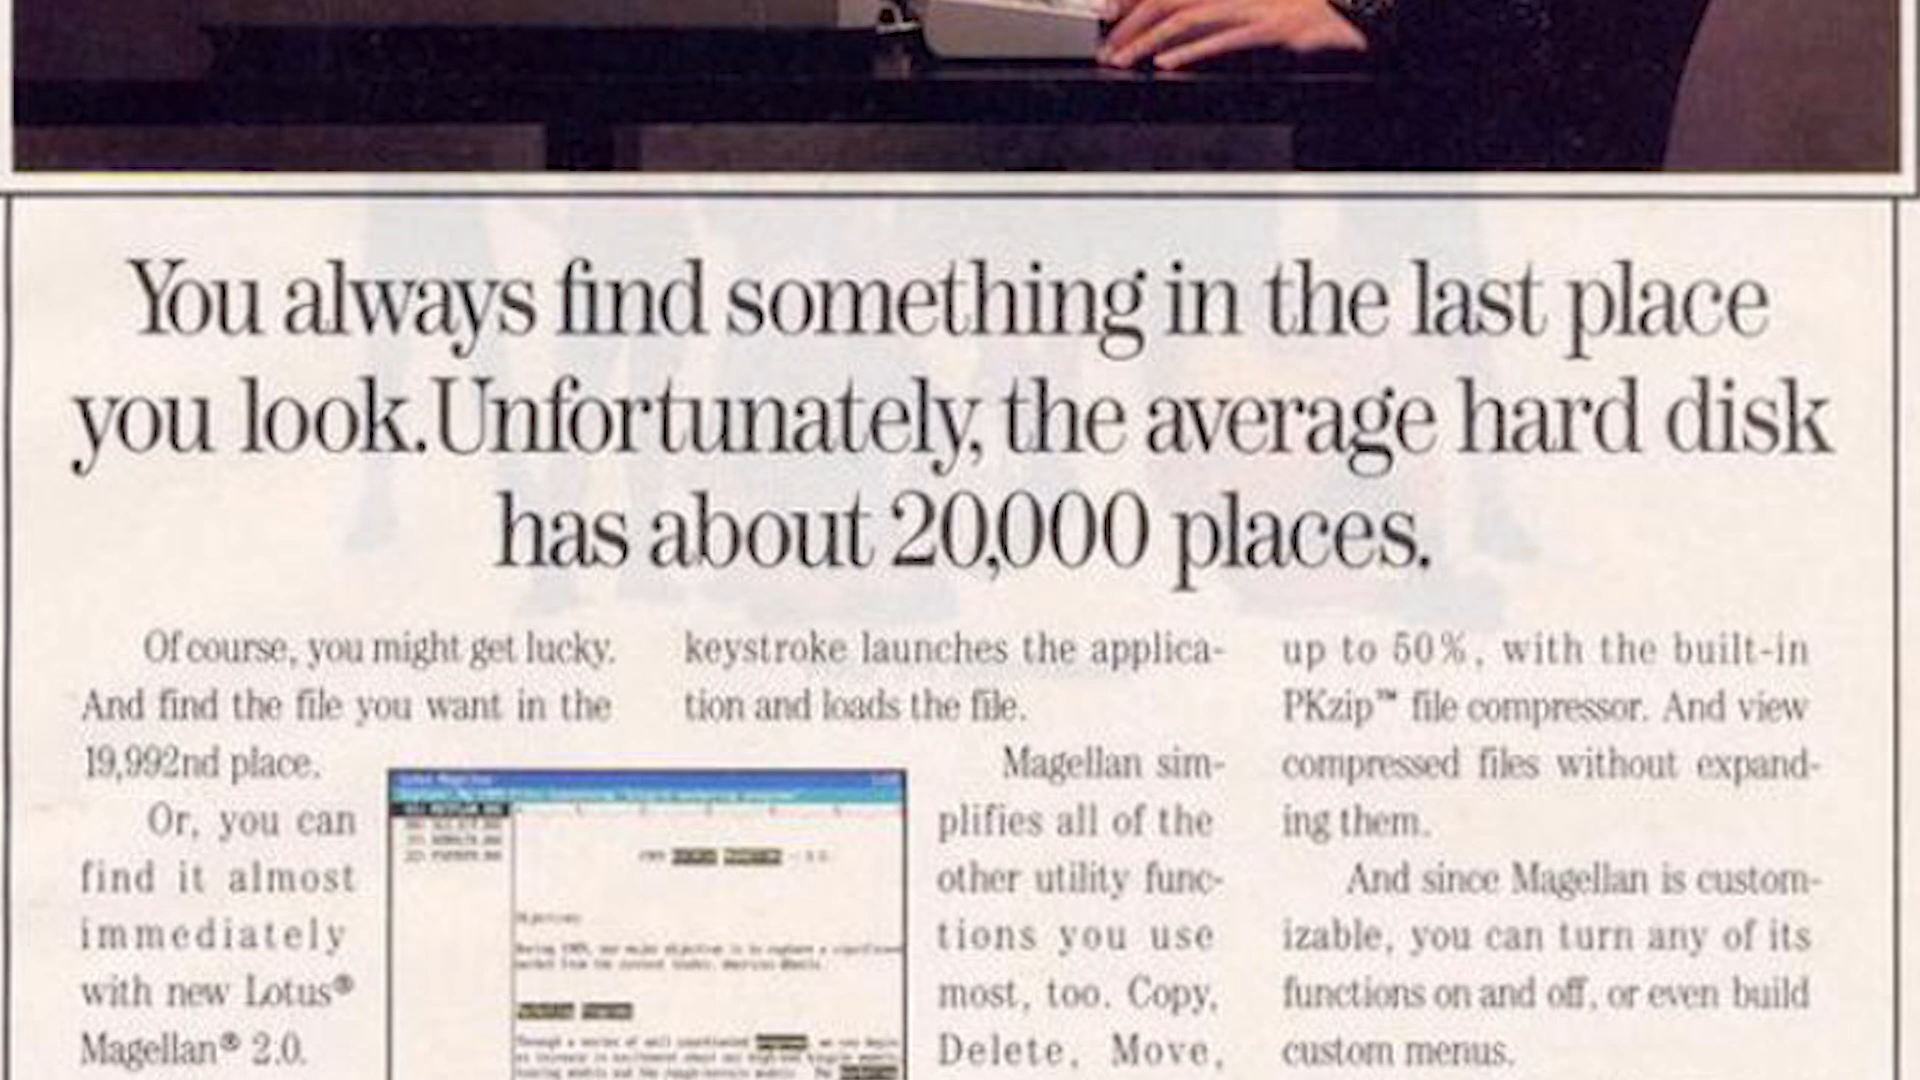 You always find something in the last place
you look. Unfortunately, the average hard disk
has about 20,000 places.
Of course, you might get lucky.
And find the file you want in the
19,992nd place.
Or, you can
find it almost
immediately
with new Lotus®
Magellan® 2.0.
keystroke launches the applica-
tion and loads the file.
Magellan sim-
plifies all of the
other utility func-
tions you use
most, too. Copy,
Delete, Move,
up to 50%, with the built-in
PKzip™ file compressor. And view
compressed files without expand-
ing them.
And since Magellan is custom-
izable, you can turn any of its
functions on and off, or even build
custom menus.